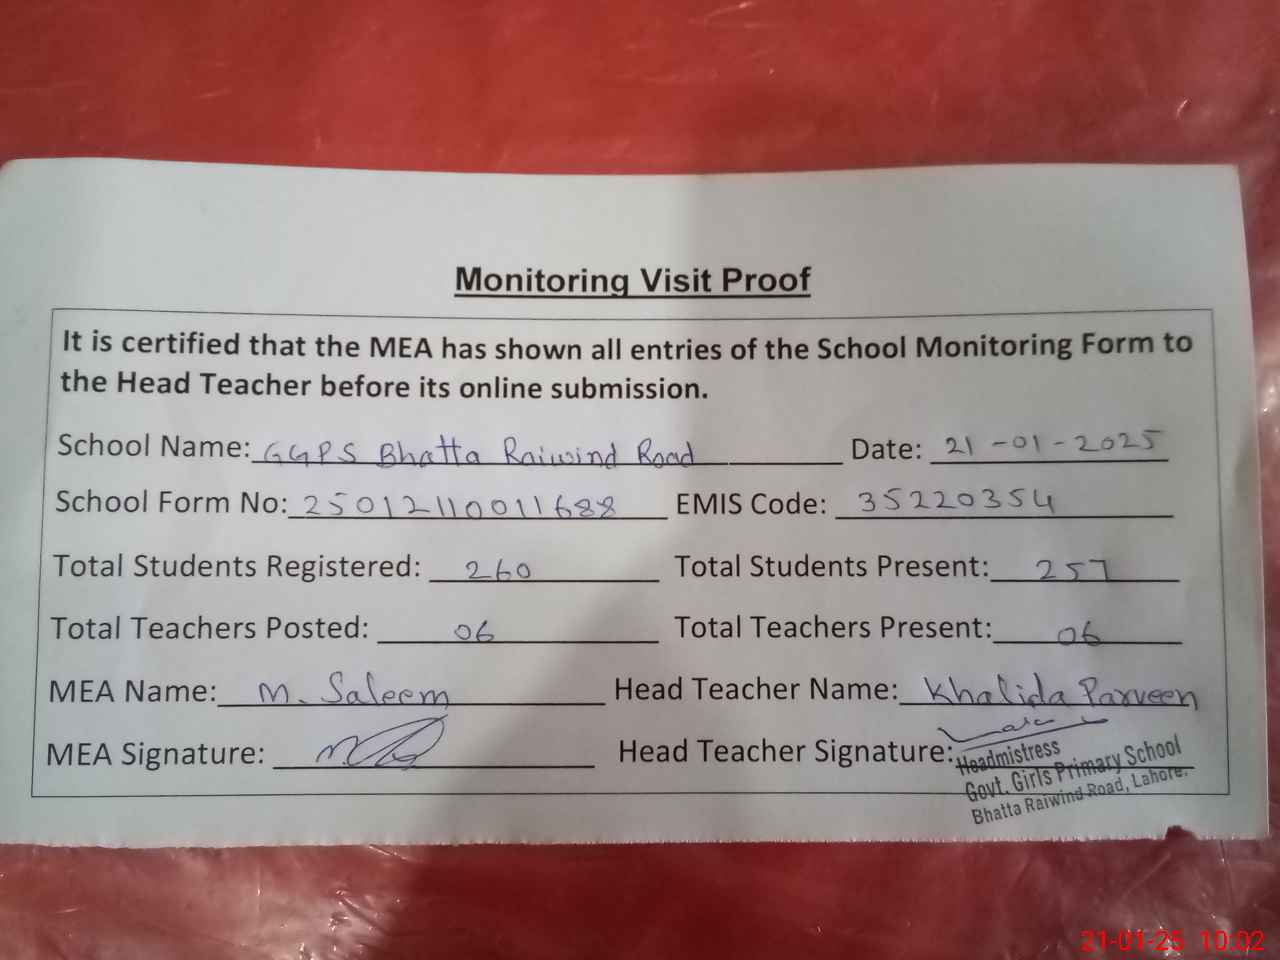 Monitoring Visit Proof
It is certified that the MEA has shown all entries of the School Monitoring Form to
the Head Teacher before its online submission.
School Name: GGPS Bhatta Raiwind Road Date: 21-01-2025
School Form No: 25012110011688 EMIS Code: 35220354
Total Students Registered: 260 Total Students Present: 257
Total Teachers Posted: 06 Total Teachers Present: 06
MEA Name: M. Saleem Head Teacher Name: Khalida Parveen
MEA Signature: Head Teacher Signature:
Headmistress
Govt. Girls Primary School
Bhatta Raiwind Road, Lahore.
21-01-25 10:02